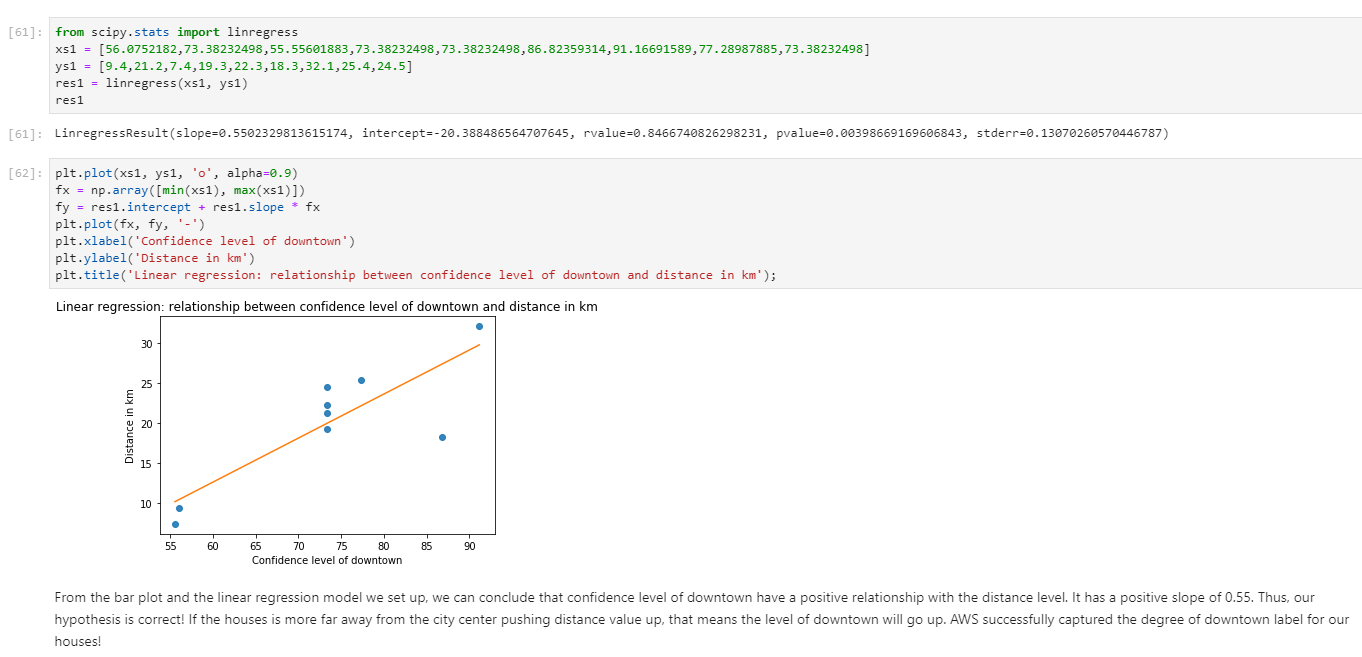 [61]: from scipy.stats import linregress
xs1 = [56.0752182,73.38232498,55.55601883,73.38232498,73.38232498,86.82359314,91.16691589,77.28987885,73.38232498]
ys1 = [9.4,21.2,7.4,19.3,22.3,18.3,32.1,25.4,24.5]
res1 = linregress(xs1, ys1)
res1
[61]: LinregressResult(slope=0.5502329813615174, intercept=-20.388486564707645, rvalue=0.8466740826298231, pvalue=0.00398669169606843, stderr=0.13070260570446787)
[62]: plt.plot(xs1, ys1, 'o', alpha=0.9)
fx = np.array([min(xs1), max(xs1)])
fy = res1.intercept + res1.slope * fx
plt.plot(fx, fy, '-')
plt.xlabel('Confidence level of downtown')
plt.ylabel('Distance in km')
plt.title('Linear regression: relationship between confidence level of downtown and distance in km');
Linear regression: relationship between confidence level of downtown and distance in km
30
25
20
15
10
Distance in km
55 60 65 70 75 80 85 90
Confidence level of downtown
From the bar plot and the linear regression model we set up, we can conclude that confidence level of downtown have a positive relationship with the distance level. It has a positive slope of 0.55. Thus, our
hypothesis is correct! If the houses is more far away from the city center pushing distance value up, that means the level of downtown will go up. AWS successfully captured the degree of downtown label for our
houses!